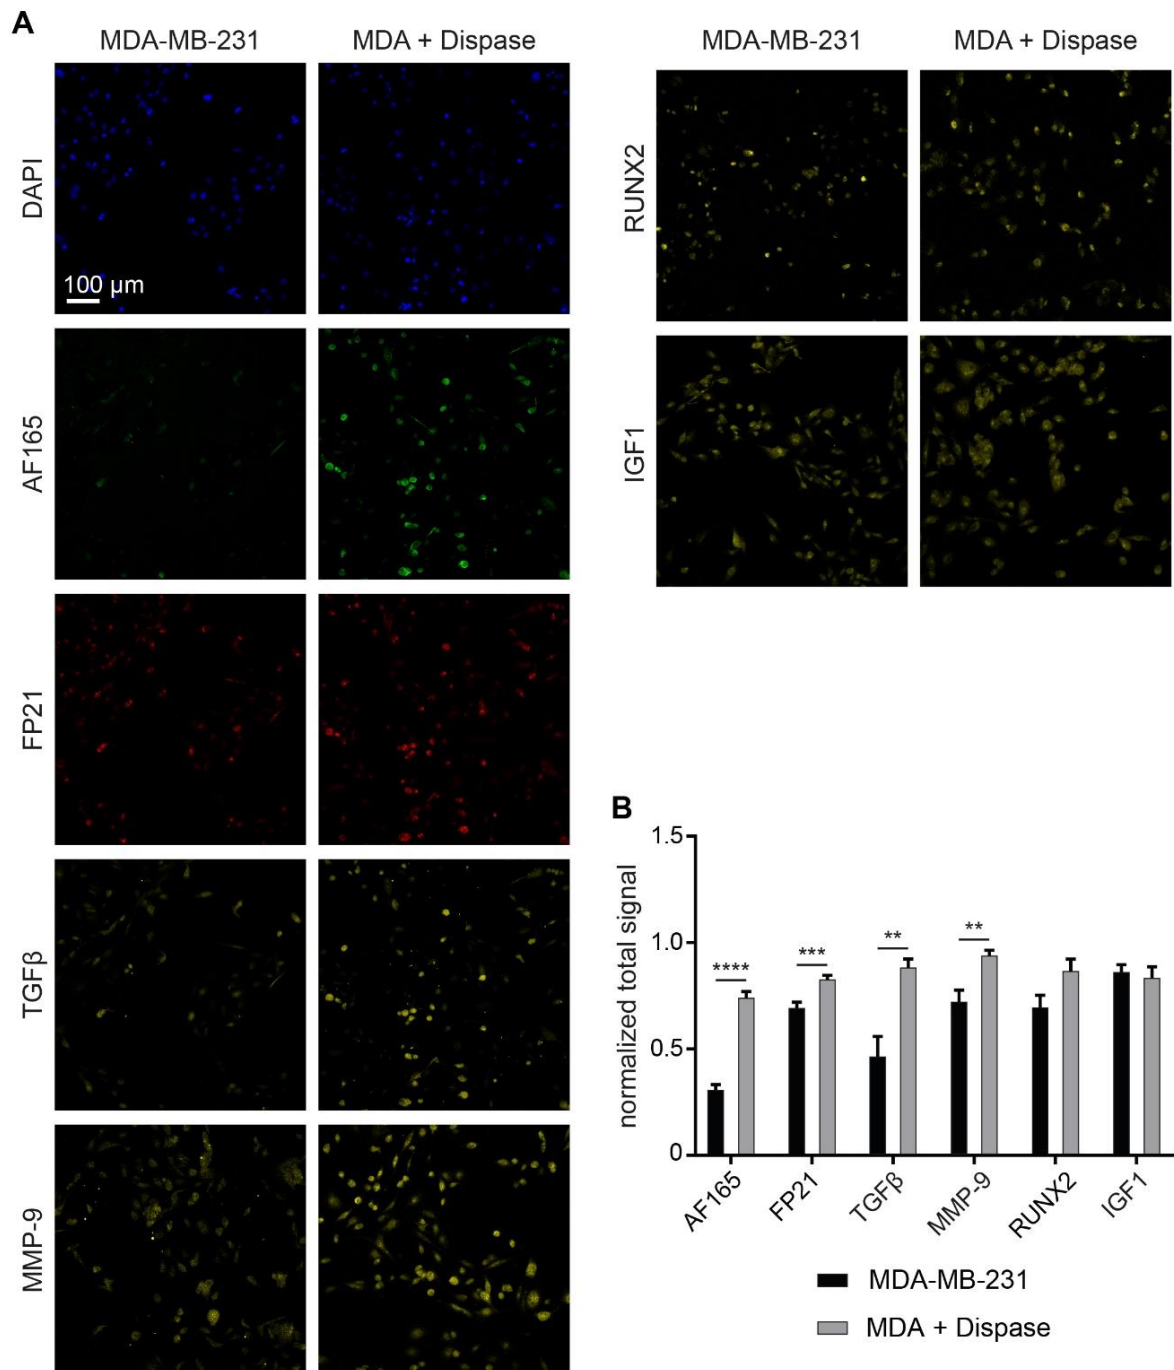 A
MDA-MB-231
MDA + Dispase
DAPI
100 µm
AF165
FP21
TGFβ
MMP-9
MDA-MB-231
MDA + Dispase
RUNX2
IGF1
B
normalized total signal
1.5
1.0
0.5
0
****
***
**
**
AF165
FP21
TGFβ
MMP-9
RUNX2
IGF1
MDA-MB-231
MDA + Dispase